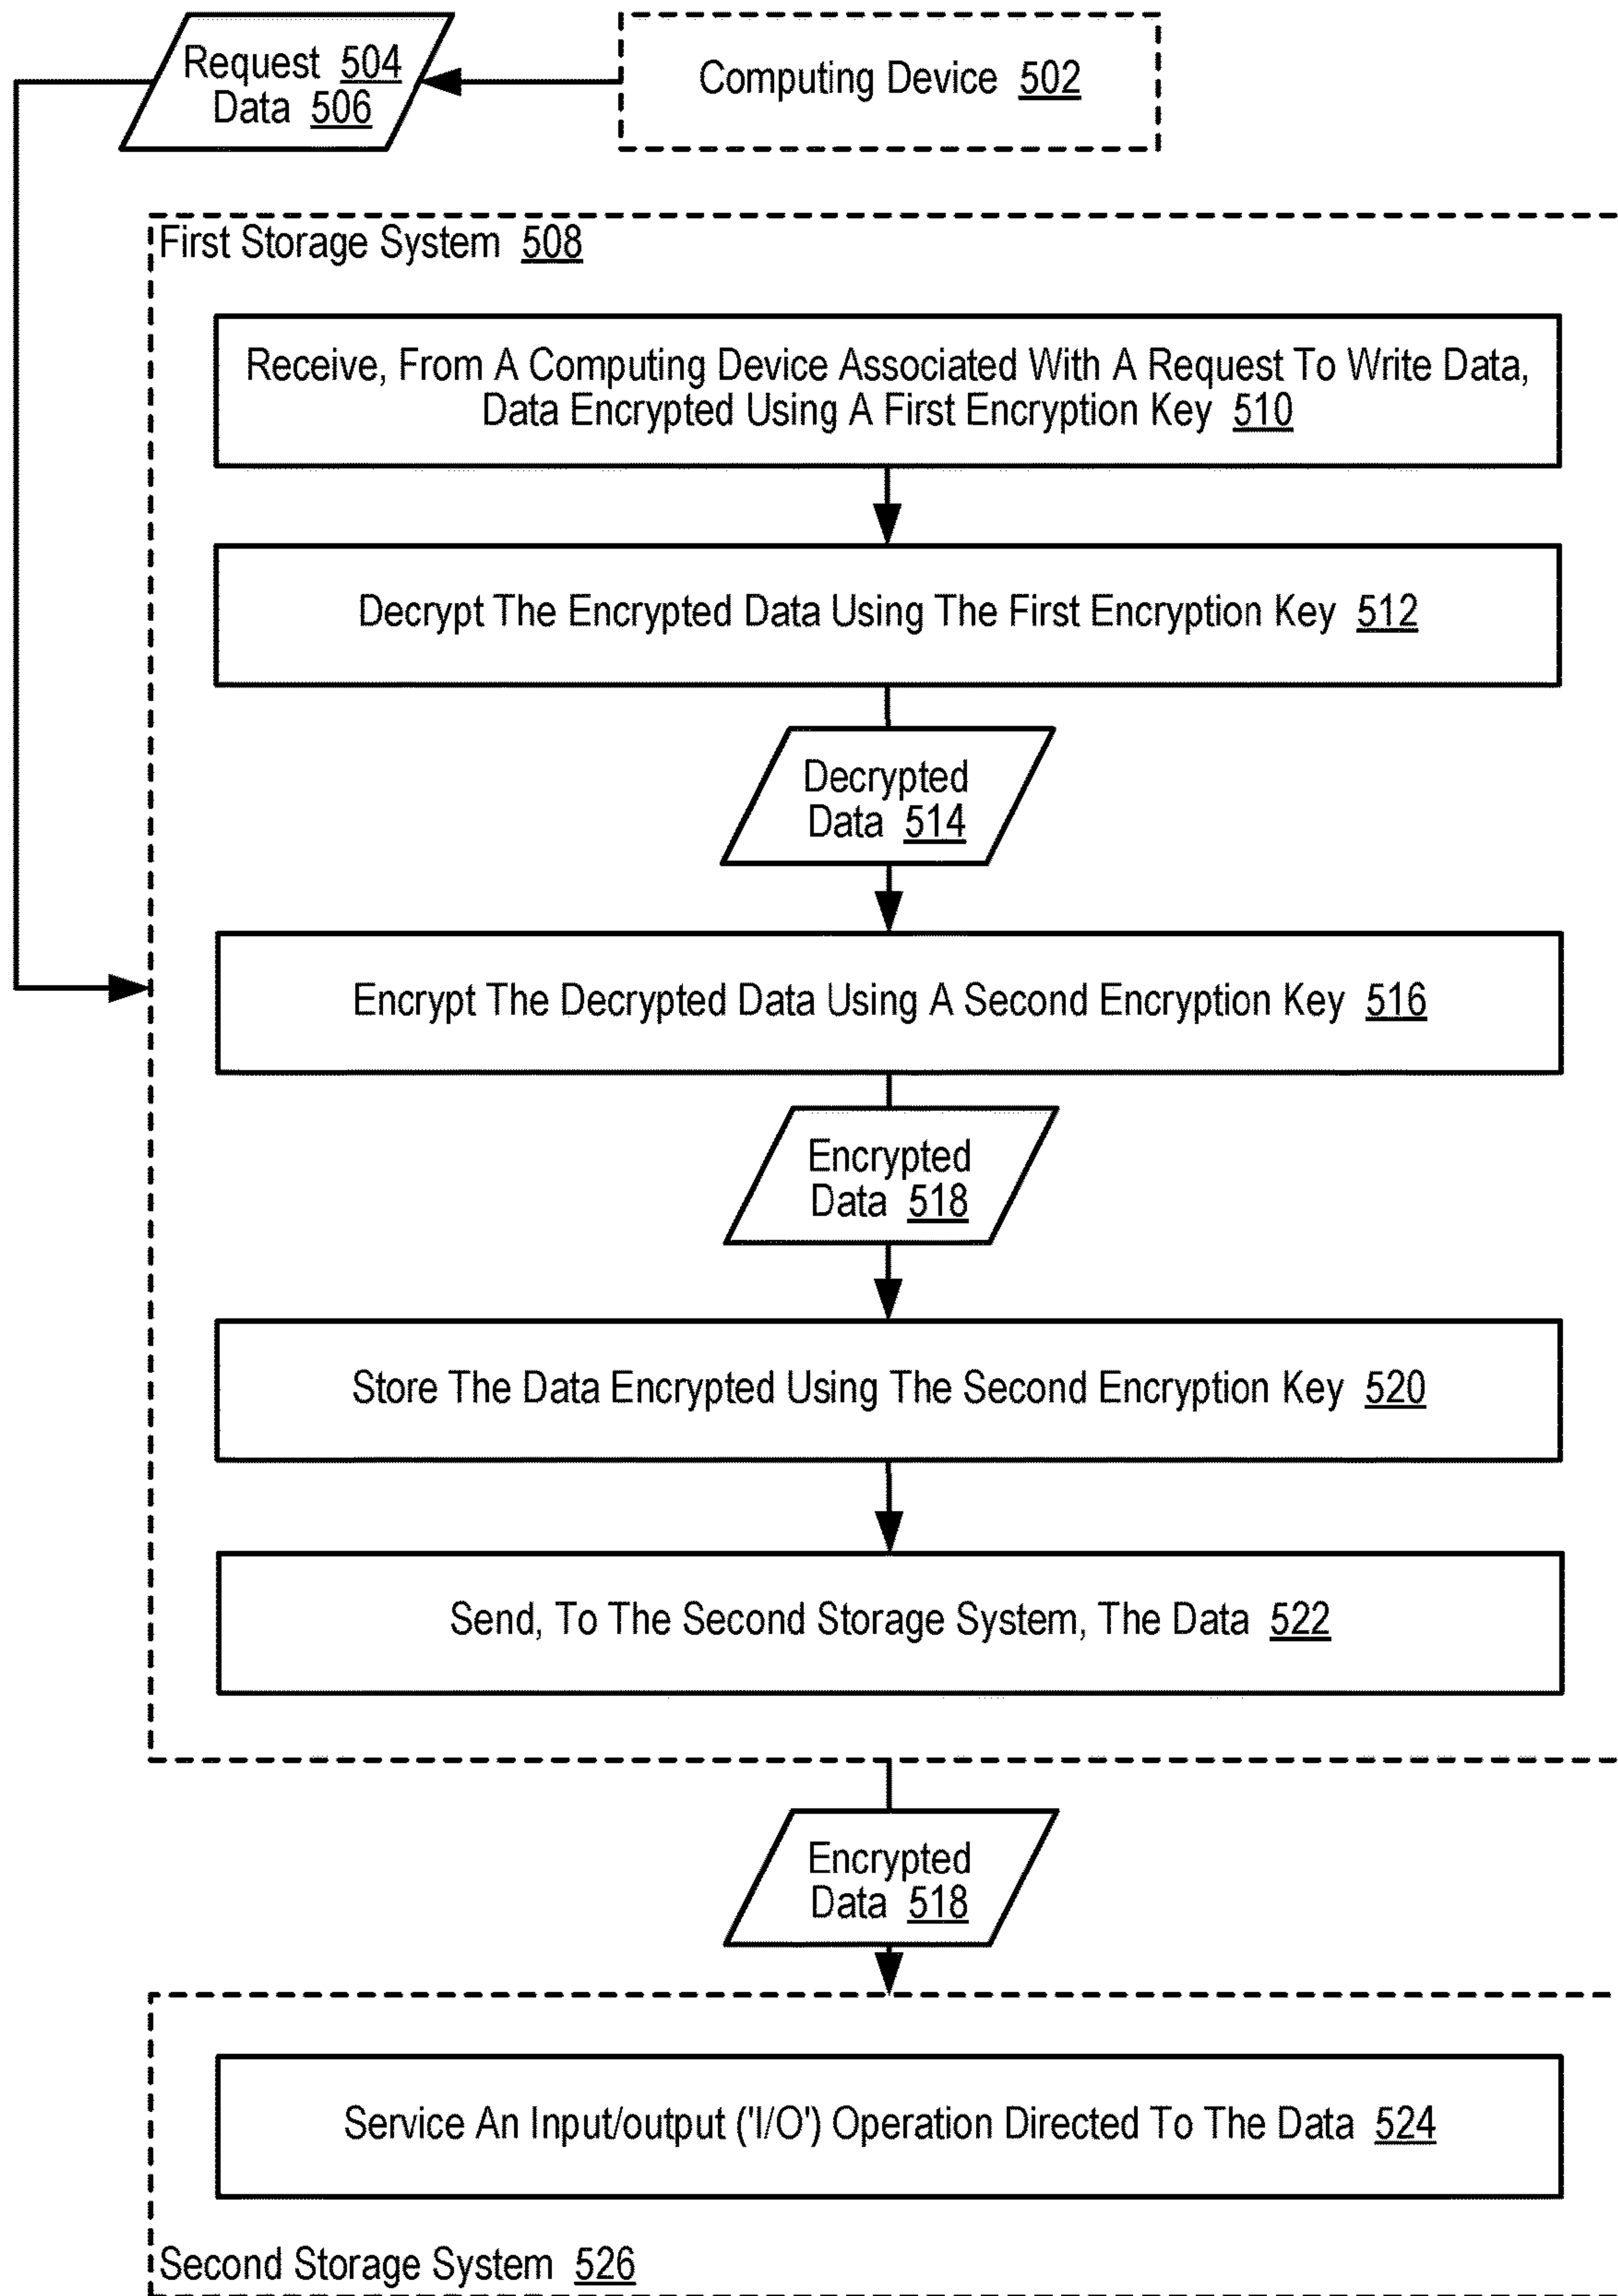 Request 504
Data 506
Computing Device 502
First Storage System 508
Receive, From A Computing Device Associated With A Request To Write Data,
Data Encrypted Using A First Encryption Key 510
Decrypt The Encrypted Data Using The First Encryption Key 512
Decrypted
Data 514
Encrypt The Decrypted Data Using A Second Encryption Key 516
Encrypted
Data 518
Store The Data Encrypted Using The Second Encryption Key 520
Send, To The Second Storage System, The Data 522
Encrypted
Data 518
Service An Input/output ('I/O') Operation Directed To The Data 524
Second Storage System 526